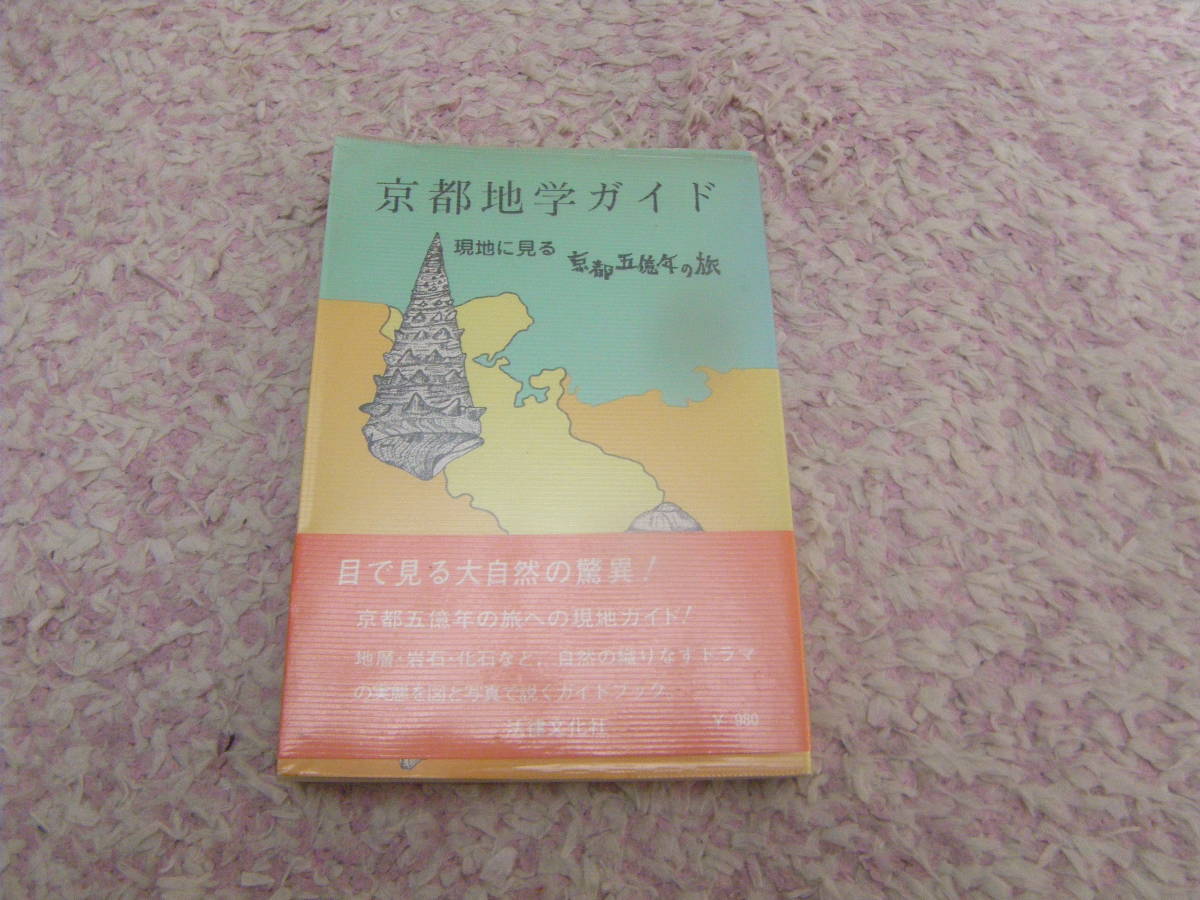 京都地学ガイド
現地に見る 京都五億年の旅
目で見る大自然の驚異!
京都五億年の旅への現地ガイド!
地層・岩石・化石など、自然の織りなすドラマ
の実態を図と写真で説くガイドブック。
法律文化社 ¥ 980